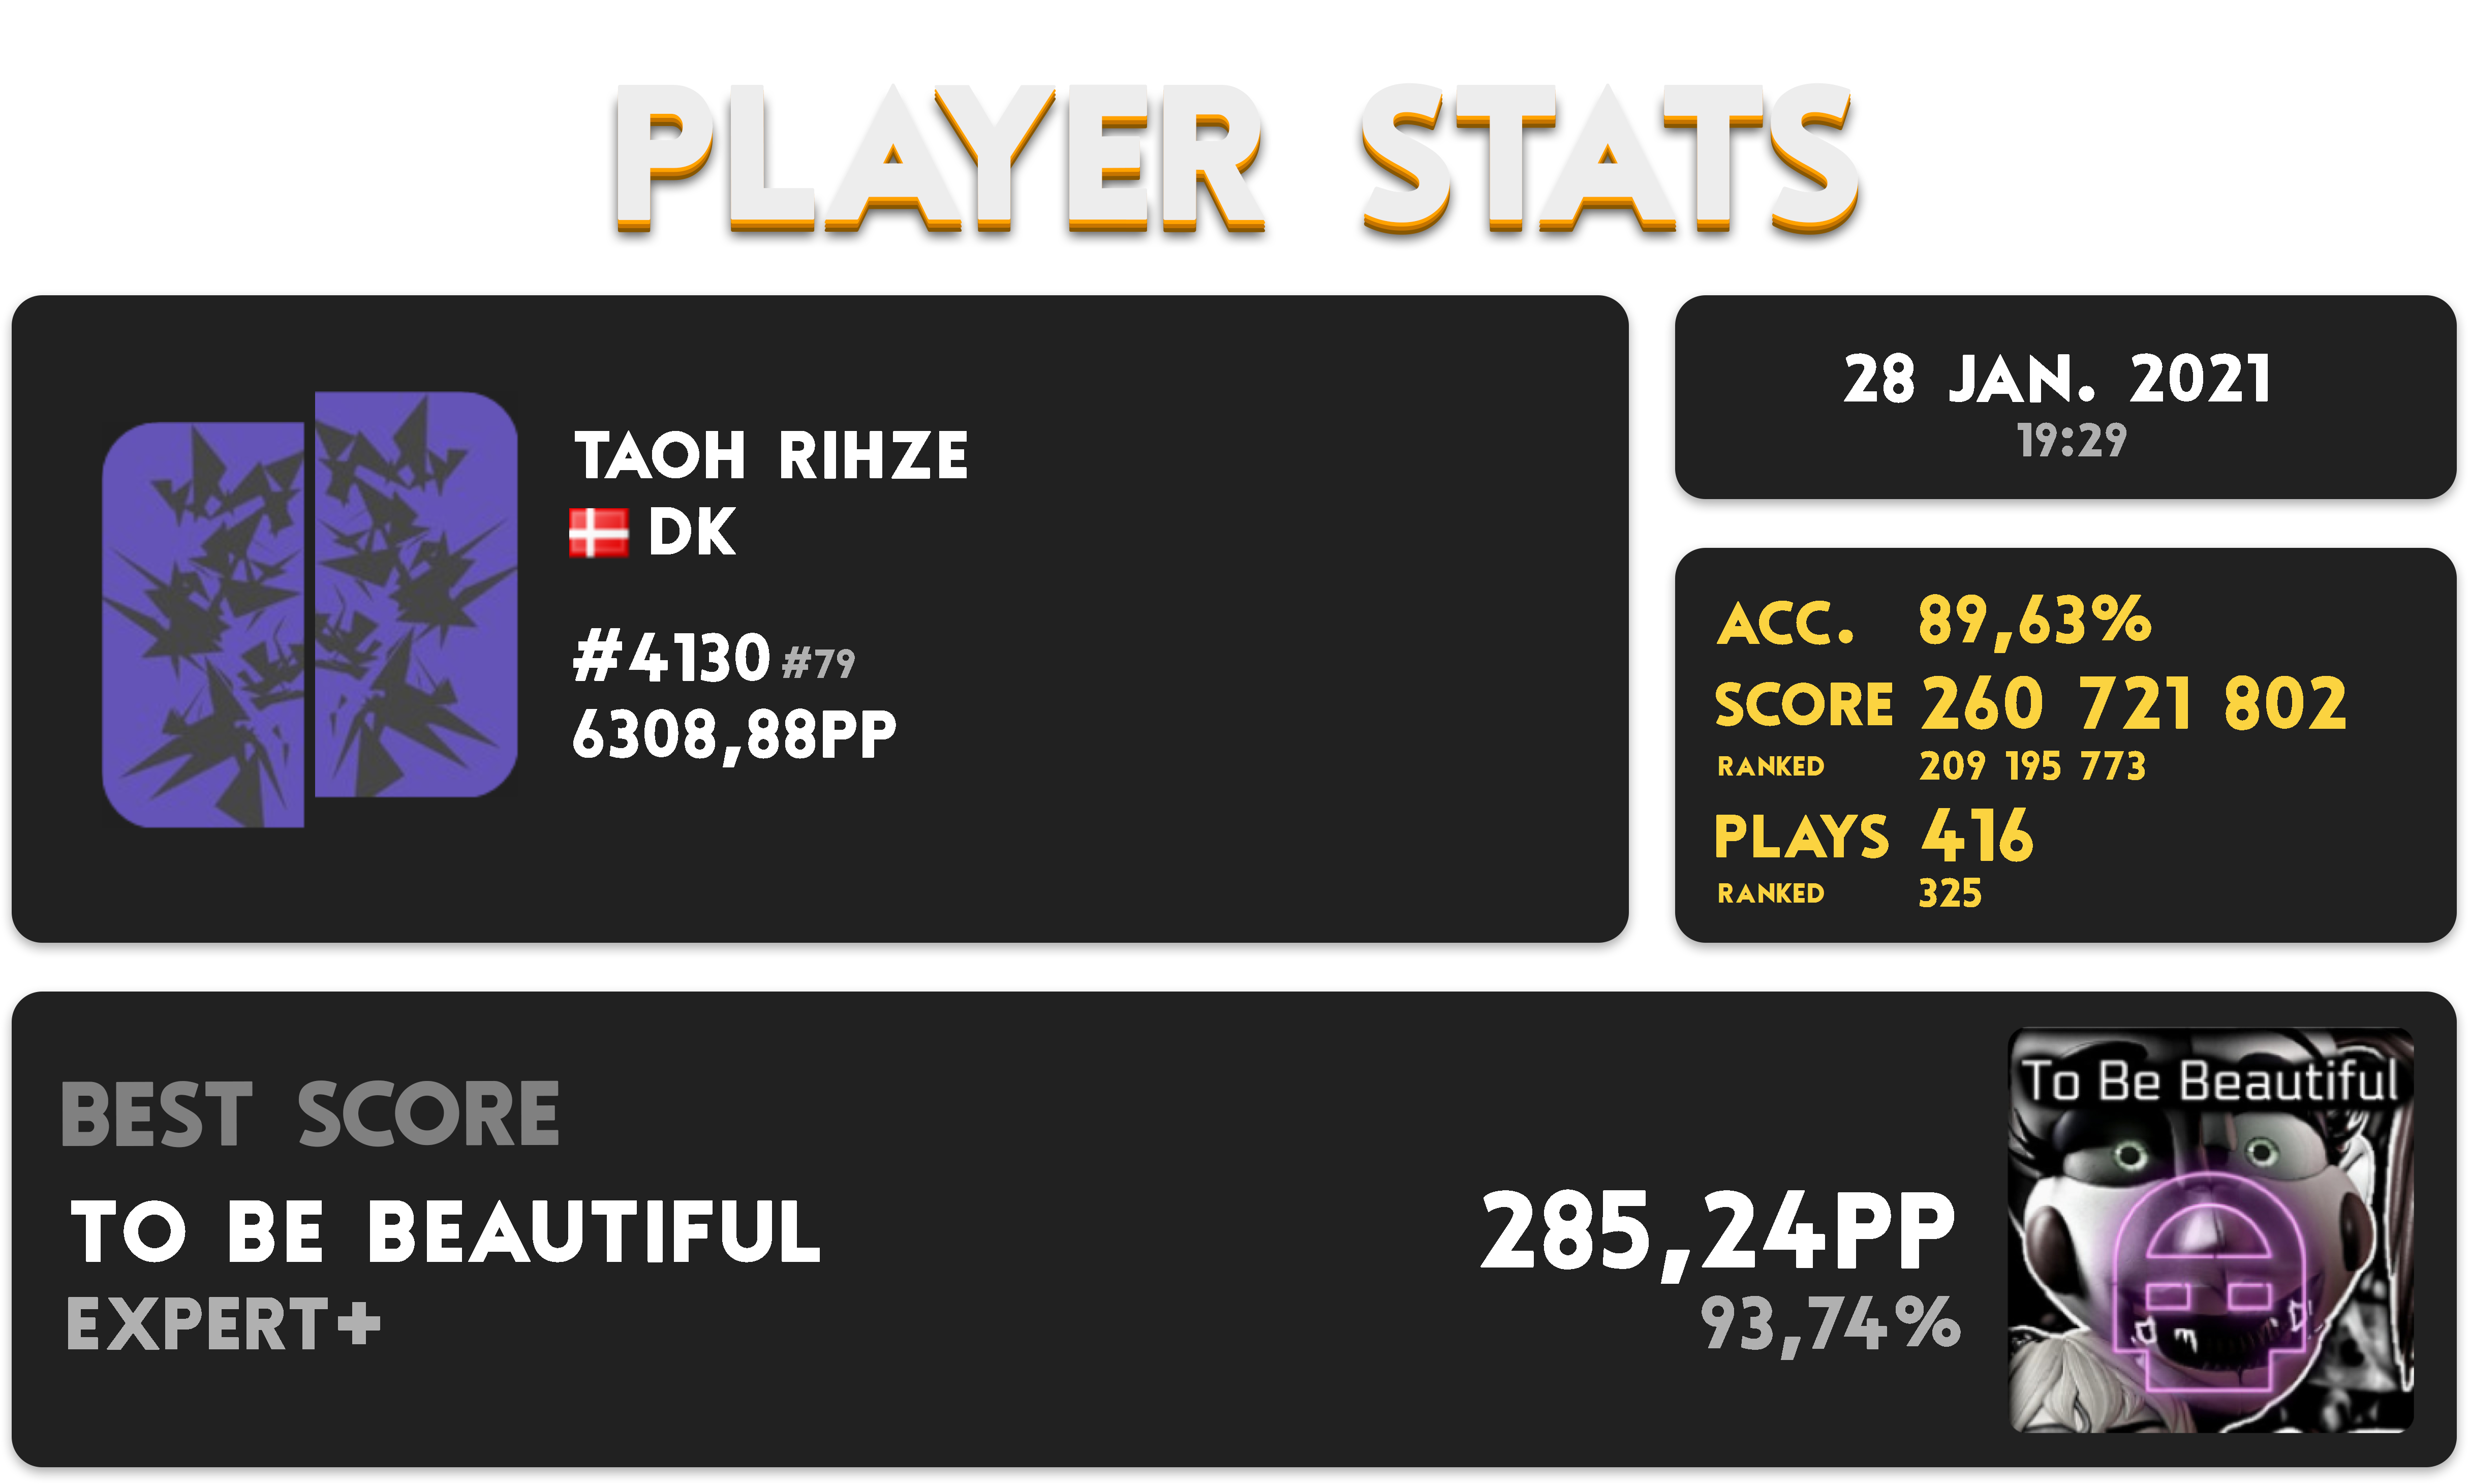 PLAYER STATS
TAOH RIHZE
DK
#4130 #79
6308,88PP
28 JAN. 2021
19:29
ACC. 89,63%
SCORE 260 721 802
RANKED 209 195 773
PLAYS 416
RANKED 325
BEST SCORE
TO BE BEAUTIFUL
EXPERT+
285,24PP
93,74%
To Be Beautiful